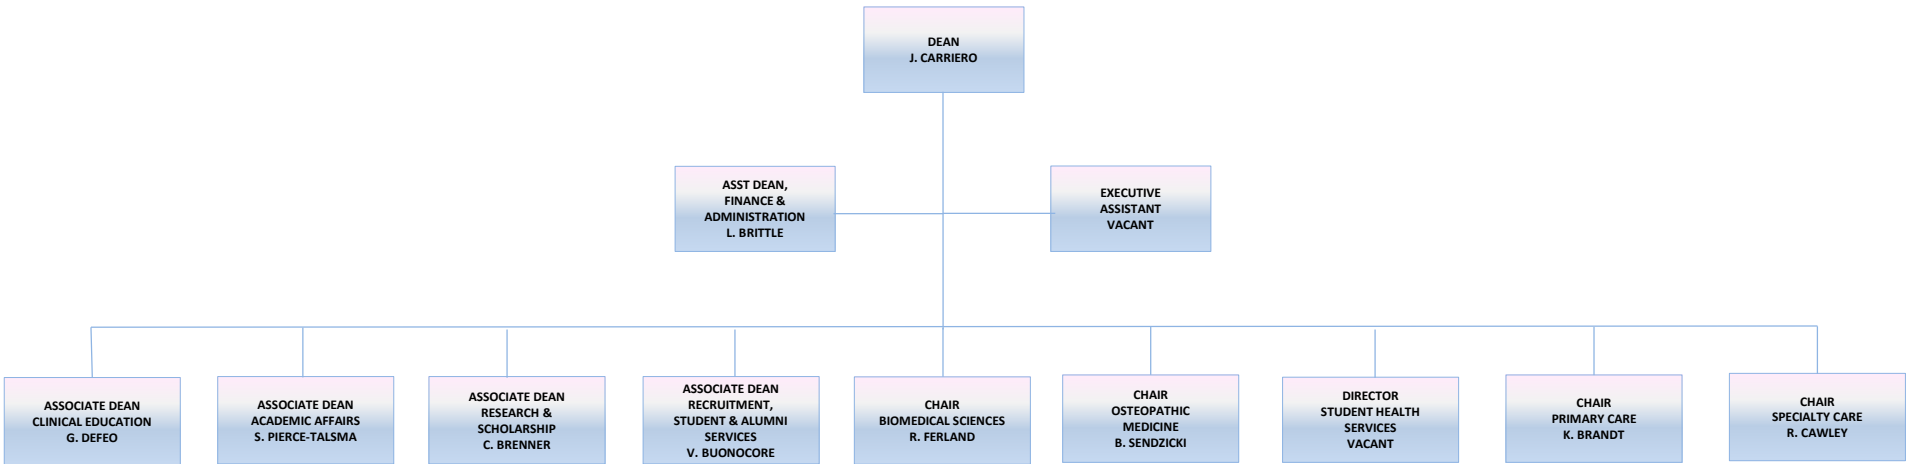 DEAN
J. CARRIERO
ASST DEAN,
FINANCE &
ADMINISTRATION
L. BRITTLE
EXECUTIVE
ASSISTANT
VACANT
ASSOCIATE DEAN
CLINICAL EDUCATION
G. DEFEO
ASSOCIATE DEAN
ACADEMIC AFFAIRS
S. PIERCE-TALSMA
ASSOCIATE DEAN
RESEARCH &
SCHOLARSHIP
C. BRENNER
ASSOCIATE DEAN
RECRUITMENT,
STUDENT & ALUMNI
SERVICES
V. BUONOCORE
CHAIR
BIOMEDICAL SCIENCES
R. FERLAND
CHAIR
OSTEOPATHIC
MEDICINE
B. SENDZICKI
DIRECTOR
STUDENT HEALTH
SERVICES
VACANT
CHAIR
PRIMARY CARE
K. BRANDT
CHAIR
SPECIALTY CARE
R. CAWLEY